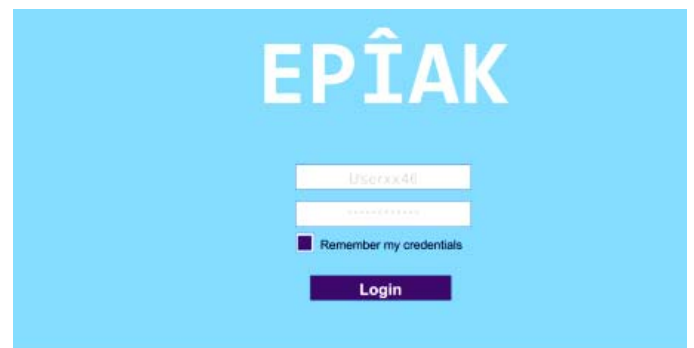 EPÎAK
Userxx46
************
Remember my credentials
Login